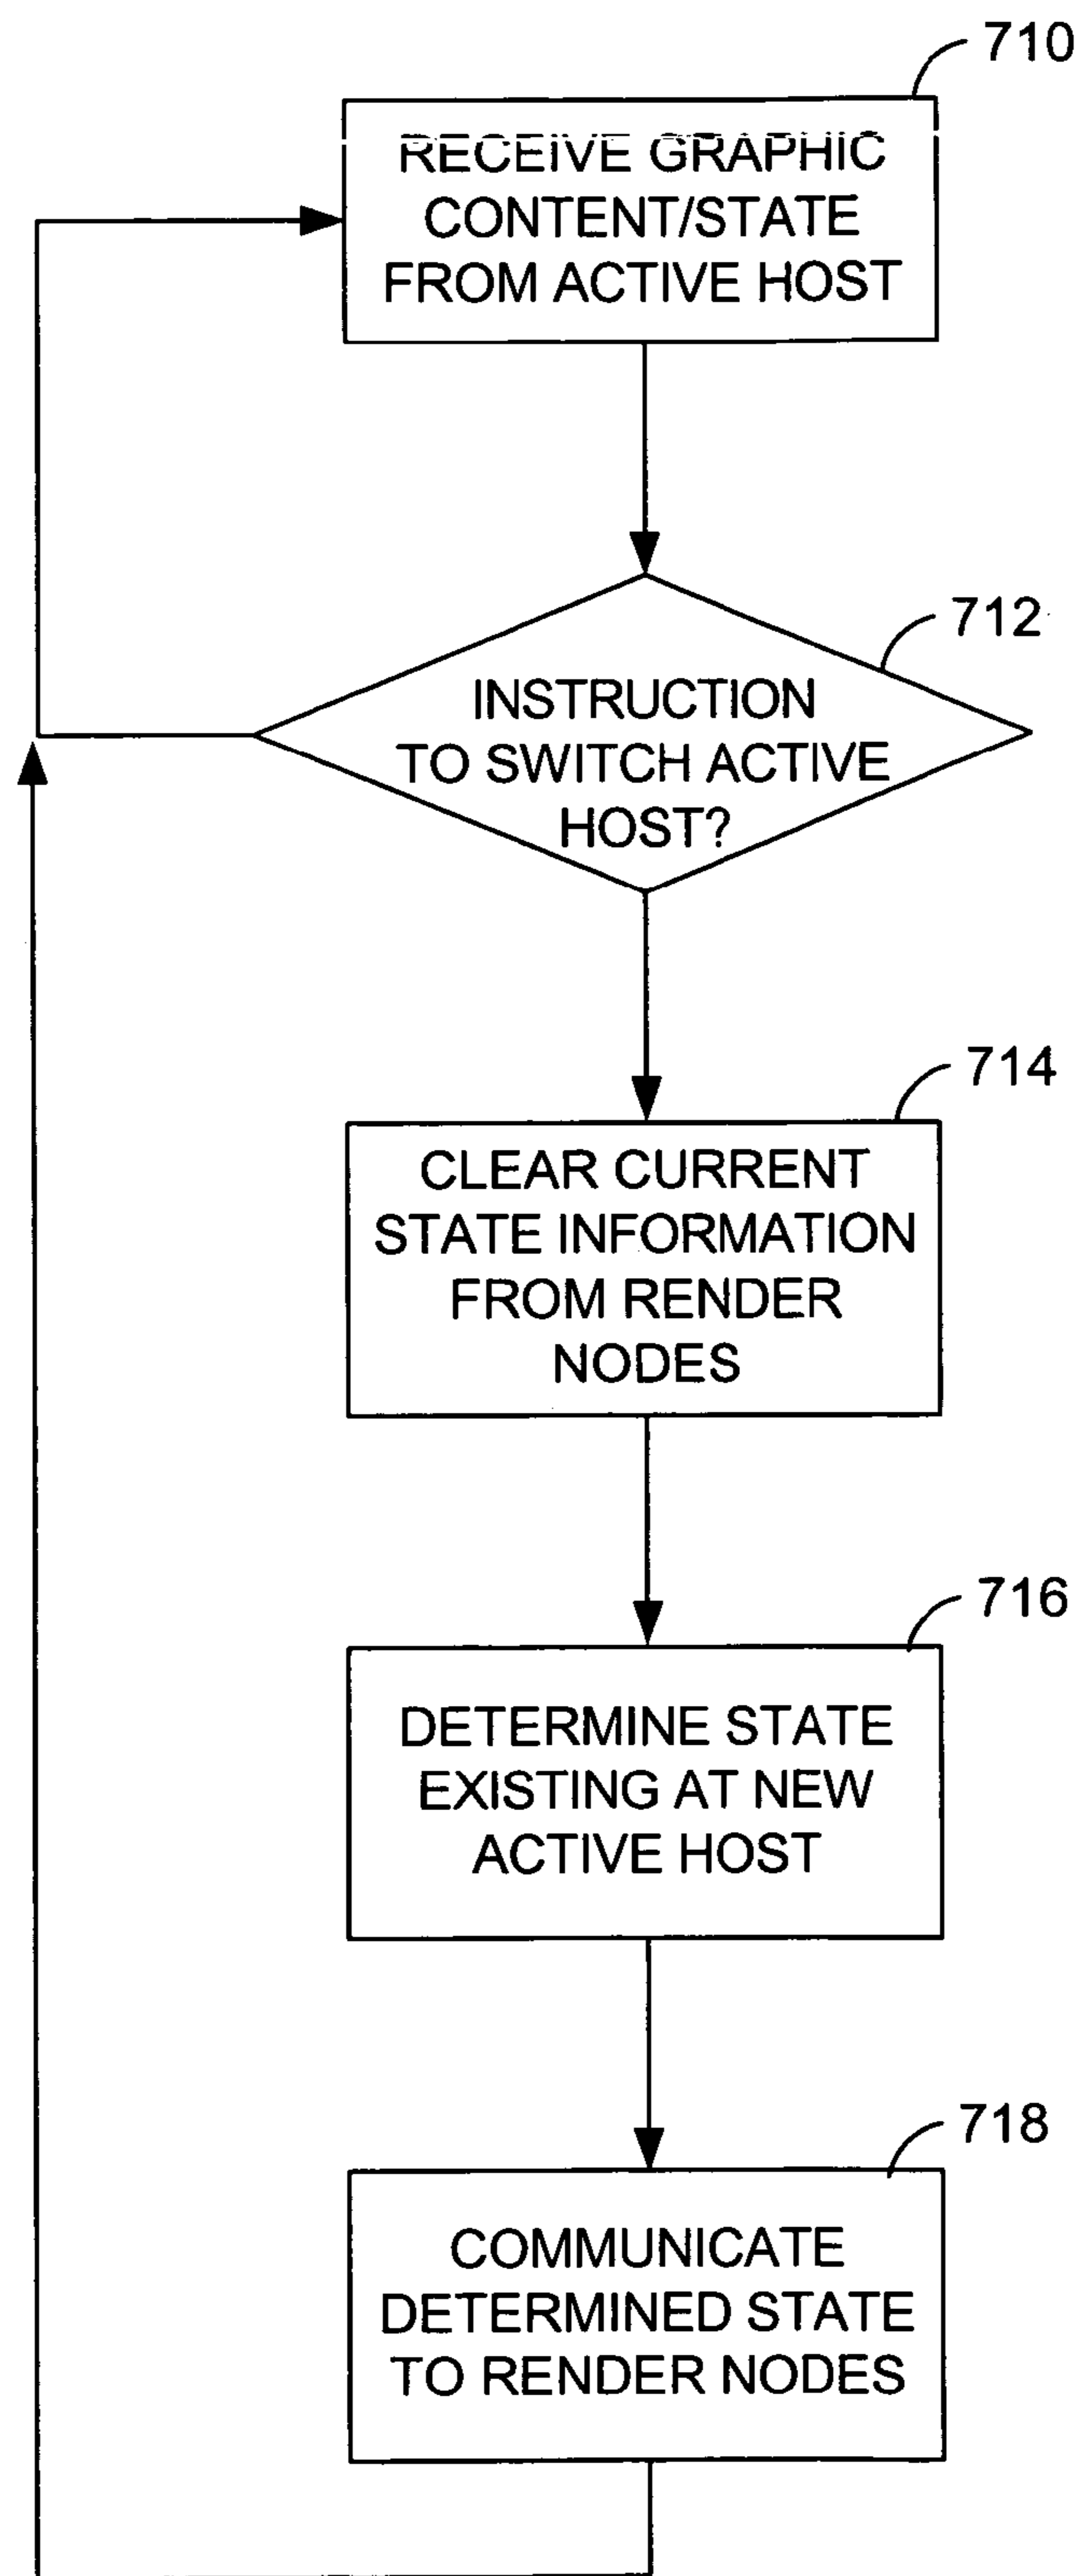 710
RECEIVE GRAPHIC
CONTENT/STATE
FROM ACTIVE HOST
712
INSTRUCTION
TO SWITCH ACTIVE
HOST?
714
CLEAR CURRENT
STATE INFORMATION
FROM RENDER
NODES
716
DETERMINE STATE
EXISTING AT NEW
ACTIVE HOST
718
COMMUNICATE
DETERMINED STATE
TO RENDER NODES